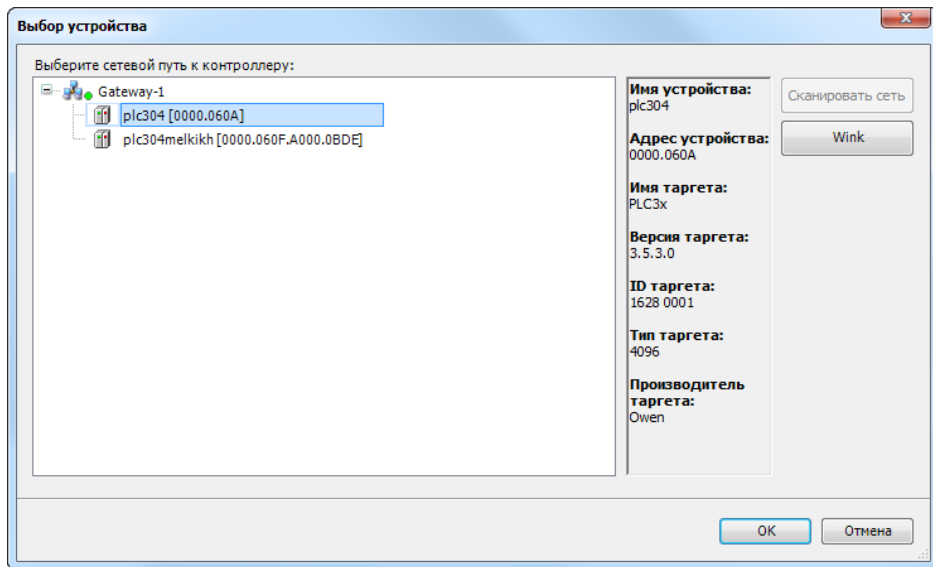 Выбор устройства
Выберите сетевой путь к контроллеру:
Gateway-1
plc304 [0000.060A]
plc304melkikh [0000.060F.A000.0BDE]
Имя устройства:
plc304
Адрес устройства:
0000.060A
Имя таргета:
PLC3x
Версия таргета:
3.5.3.0
ID таргета:
1628 0001
Тип таргета:
4096
Производитель
таргета:
Owen
Сканировать сеть
Wink
OK
Отмена